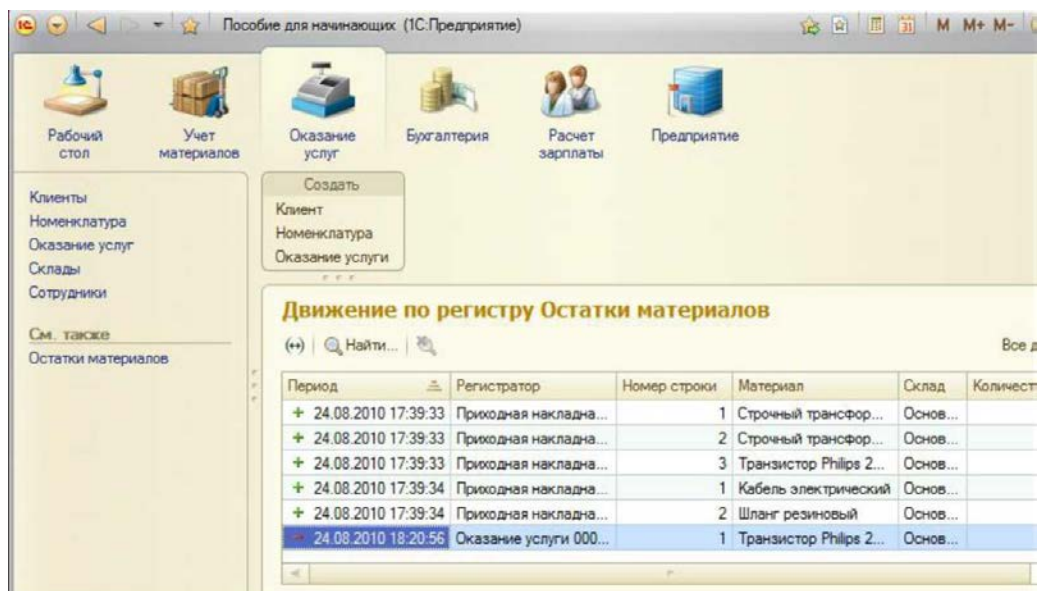 1С Пособие для начинающих (1С:Предприятие) 31 M M+ M-
Рабочий стол
Учет материалов
Оказание услуг
Бухгалтерия
Расчет зарплаты
Предприятие
Клиенты
Номенклатура
Оказание услуг
Склады
Сотрудники
См. также
Остатки материалов
Создать
Клиент
Номенклатура
Оказание услуги
Движение по регистру Остатки материалов
Найти... Все д
Период Регистратор Номер строки Материал Склад Количест
24.08.2010 17:39:33 Приходная накладна... 1 Строчный трансфор... Основ...
24.08.2010 17:39:33 Приходная накладна... 2 Строчный трансфор... Основ...
24.08.2010 17:39:33 Приходная накладна... 3 Транзистор Philips 2... Основ...
24.08.2010 17:39:34 Приходная накладна... 1 Кабель электрический Основ...
24.08.2010 17:39:34 Приходная накладна... 2 Шланг резиновый Основ...
24.08.2010 18:20:56 Оказание услуги 000... 1 Транзистор Philips 2... Основ...